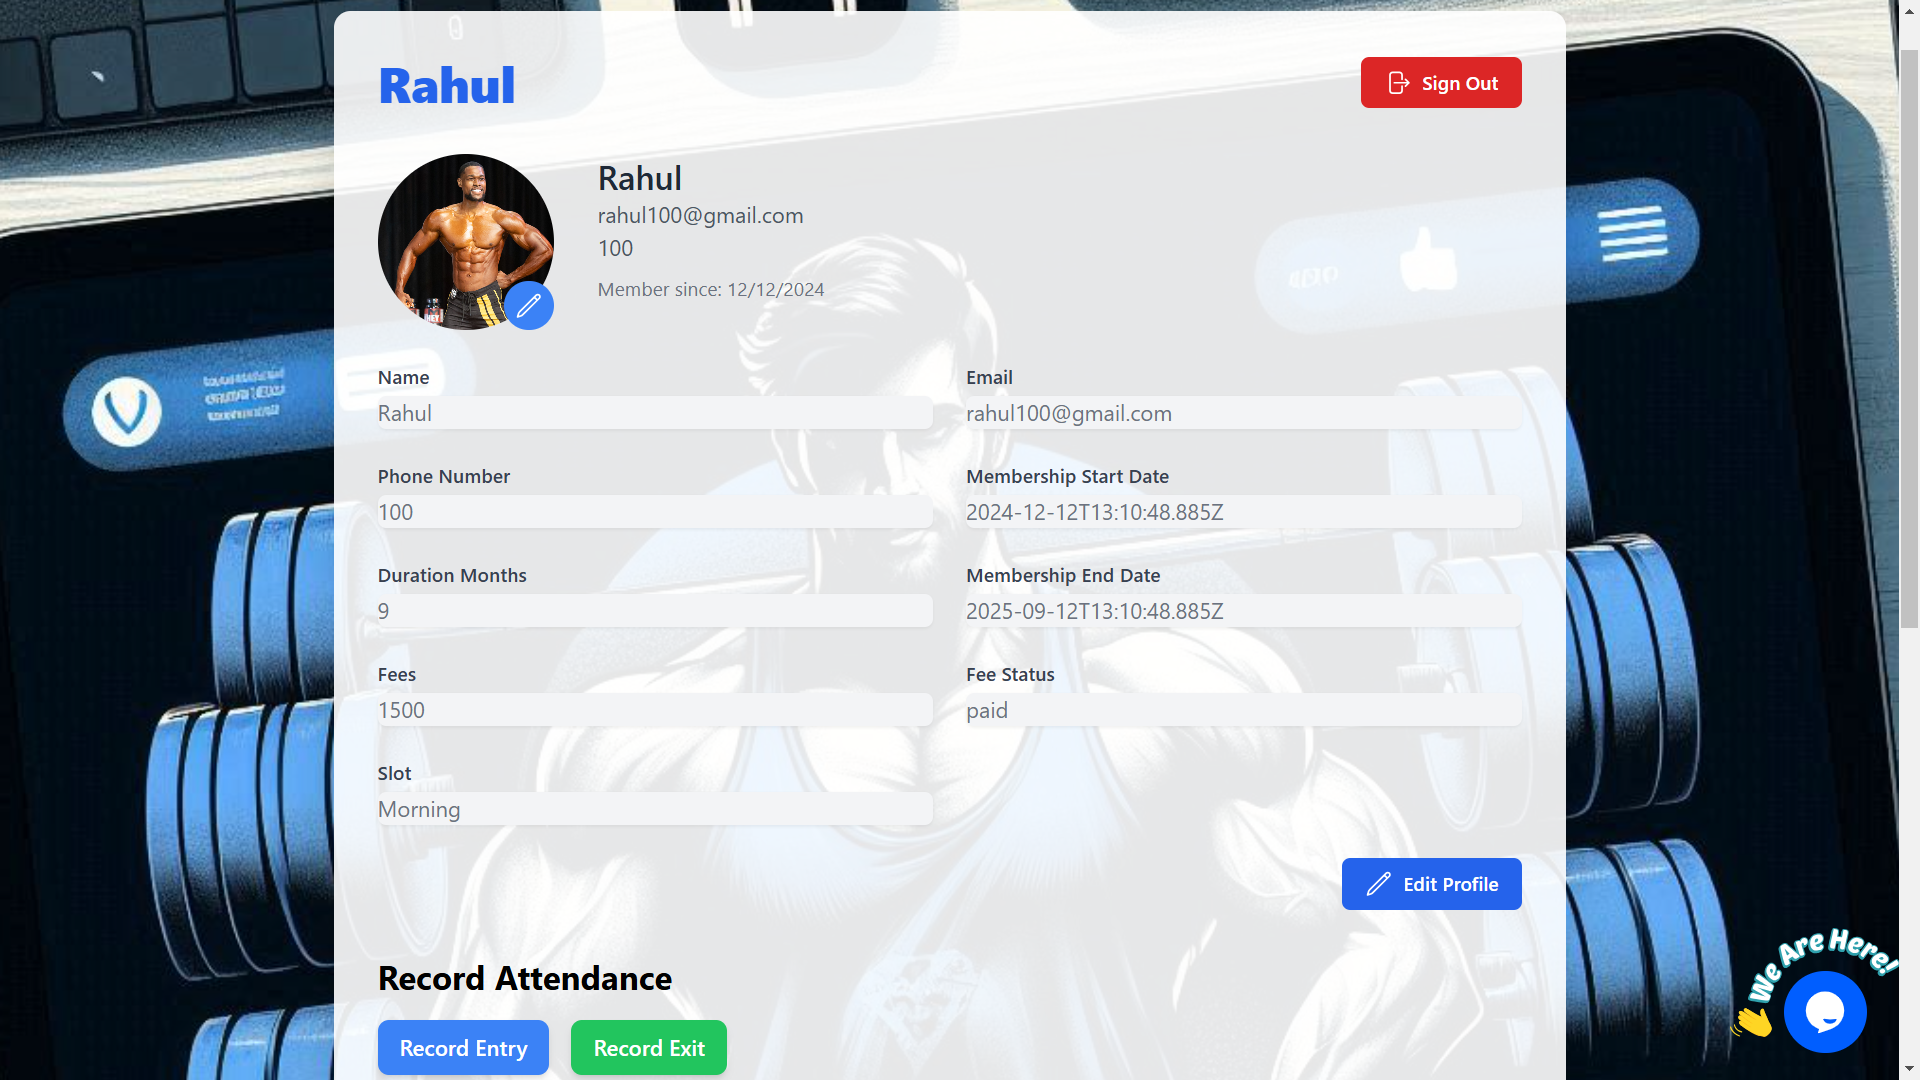 Rahul
Sign Out
Rahul
rahul100@gmail.com
100
Member since: 12/12/2024
Name
Email
Rahul
rahul100@gmail.com
Phone Number
Membership Start Date
100
2024-12-12T13:10:48.885Z
Duration Months
Membership End Date
9
2025-09-12T13:10:48.885Z
Fees
Fee Status
1500
paid
Slot
Morning
Edit Profile
We Are Here!
Record Attendance
Record Entry
Record Exit